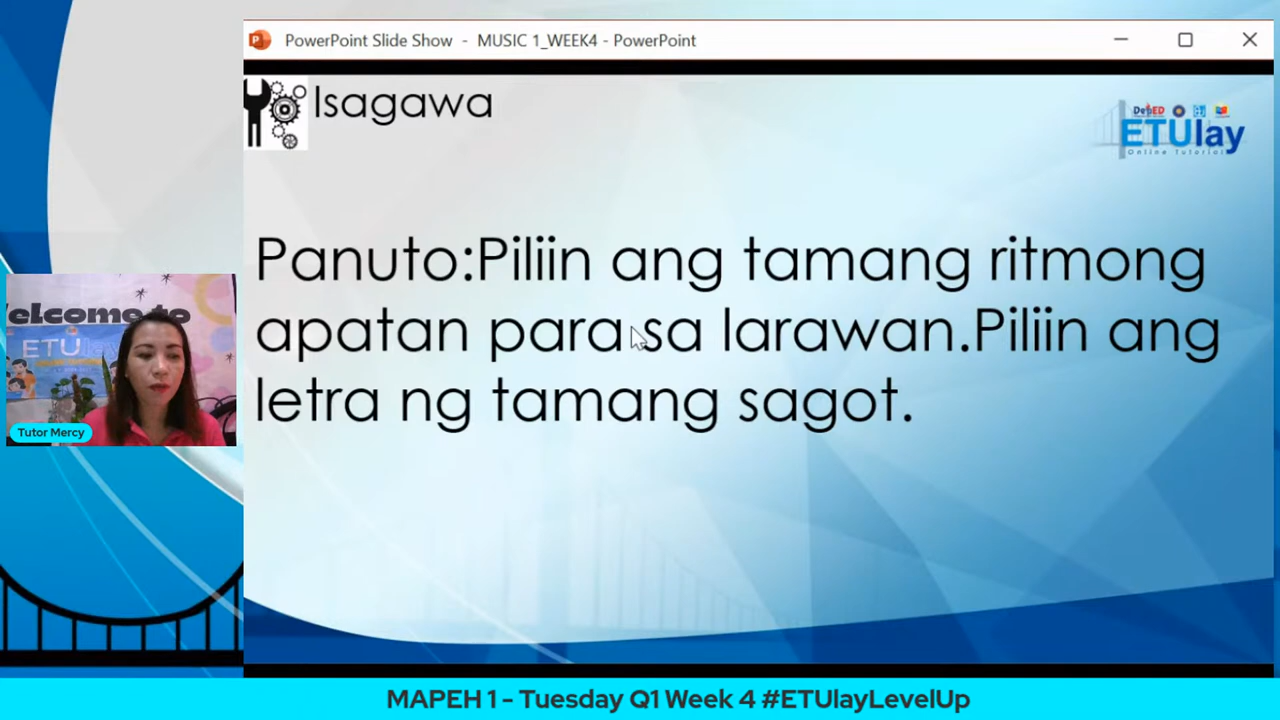 PowerPoint Slide Show - MUSIC 1_WEEK4 - PowerPoint
Isagawa
DepED
ETUlay
Online Tutorial
Panuto:Piliin ang tamang ritmong
apatan para sa larawan.Piliin ang
letra ng tamang sagot.
elcome to
ETU
Tutor Mercy
MAPEH 1 - Tuesday Q1 Week 4 #ETUlayLevelUp